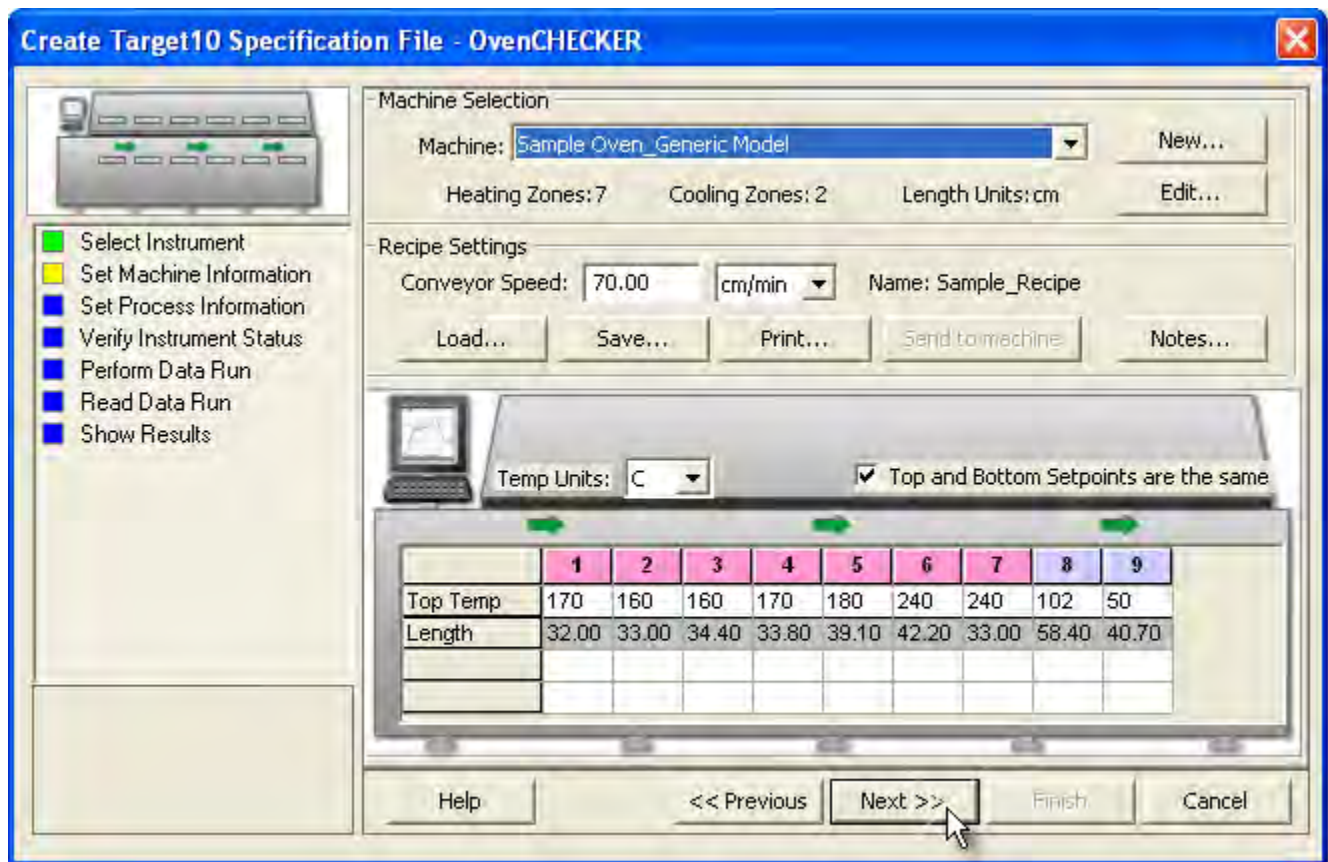 Create Target10 Specification File - OvenCHECKER
Select Instrument
Set Machine Information
Set Process Information
Verify Instrument Status
Perform Data Run
Read Data Run
Show Results
Machine Selection
Machine: Sample Oven_Generic Model New...
Heating Zones: 7 Cooling Zones: 2 Length Units: cm Edit...
Recipe Settings
Conveyor Speed: 70.00 cm/min Name: Sample_Recipe
Load... Save... Print... Send to machine Notes...
Temp Units: C Top and Bottom Setpoints are the same
1 2 3 4 5 6 7 8 9
Top Temp 170 160 160 170 180 240 240 102 50
Length 32.00 33.00 34.40 33.80 39.10 42.20 33.00 58.40 40.70
Help << Previous Next >> Finish Cancel